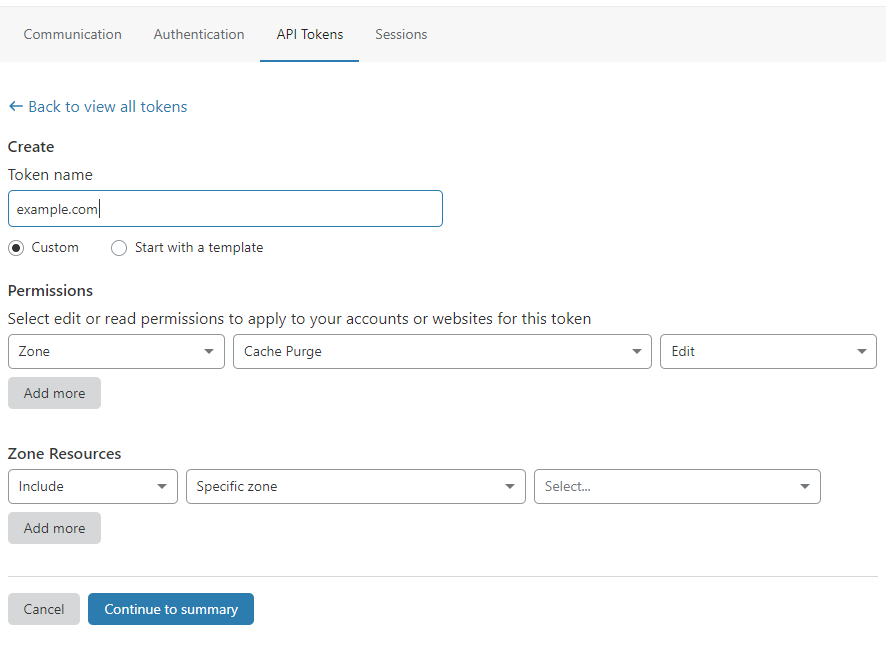 Communication Authentication API Tokens Sessions
← Back to view all tokens
Create
Token name
example.com
Custom Start with a template
Permissions
Select edit or read permissions to apply to your accounts or websites for this token
Zone Cache Purge Edit
Add more
Zone Resources
Include Specific zone Select...
Add more
Cancel Continue to summary